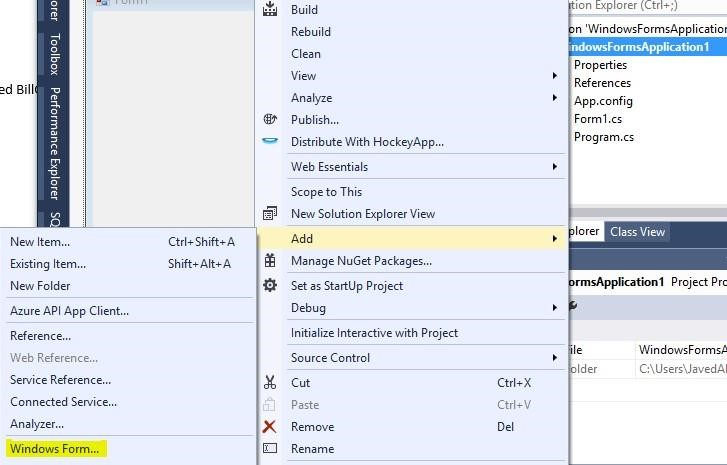 Form1
Build
Rebuild
Clean
View
Analyze
Publish...
Distribute With HockeyApp...
Web Essentials
Scope to This
New Solution Explorer View
Add
Manage NuGet Packages...
Set as StartUp Project
Debug
Initialize Interactive with Project
Source Control
Cut Ctrl+X
Paste Ctrl+V
Remove Del
Rename
New Item... Ctrl+Shift+A
Existing Item... Shift+Alt+A
New Folder
Azure API App Client...
Reference...
Web Reference...
Service Reference...
Connected Service...
Analyzer...
Windows Form...
orer
Toolbox
Performance Explorer
SQ
ed Bill
tion Explorer (Ctrl+;)
on 'WindowsFormsApplication
indowsFormsApplication1
Properties
References
App.config
Form1.cs
Program.cs
plorer Class View
ormsApplication1 Project Pro
ile WindowsFormsA
older C:\Users\JavedAl